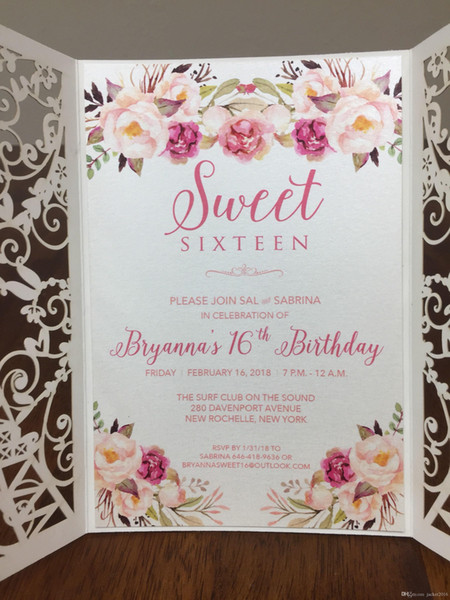 Sweet
SIXTEEN
PLEASE JOIN SAL and SABRINA
IN CELEBRATION OF
Bryanna's 16th Birthday
FRIDAY | FEBRUARY 16, 2018 7 P.M. - 12 A.M.
THE SURF CLUB ON THE SOUND
280 DAVENPORT AVENUE
NEW ROCHELLE, NEW YORK
RSVP BY 1/31/18 TO
SABRINA 646-418-9636 OR
BRYANNASWEET16@OUTLOOK.COM